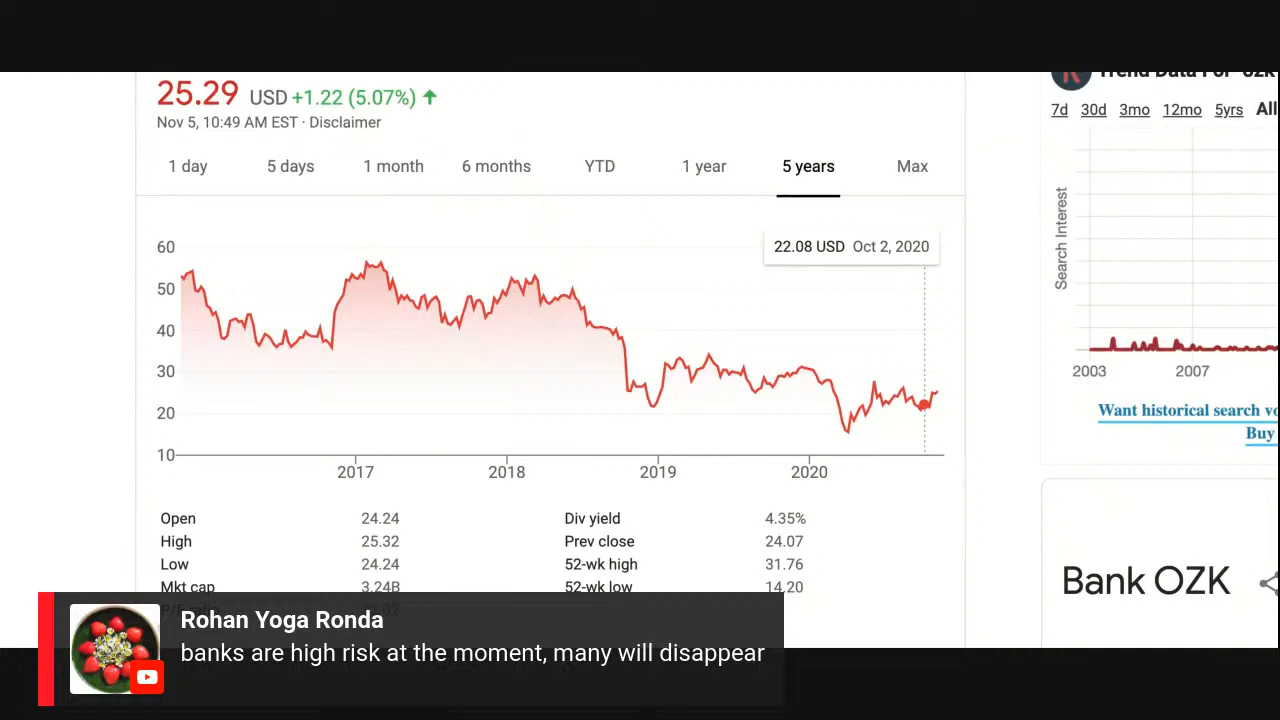 25.29 USD +1.22 (5.07%)
Nov 5, 10:49 AM EST · Disclaimer
1 day 5 days 1 month 6 months YTD 1 year 5 years Max
22.08 USD Oct 2, 2020
60
50
40
30
20
10
2017 2018 2019 2020
Open 24.24 Div yield 4.35%
High 25.32 Prev close 24.07
Low 24.24 52-wk high 31.76
Mkt cap 3.24B 52-wk low 14.20
7d 30d 3mo 12mo 5yrs All
Search Interest
2003 2007
Want historical search
Buy
Bank OZK
Rohan Yoga Ronda
banks are high risk at the moment, many will disappear